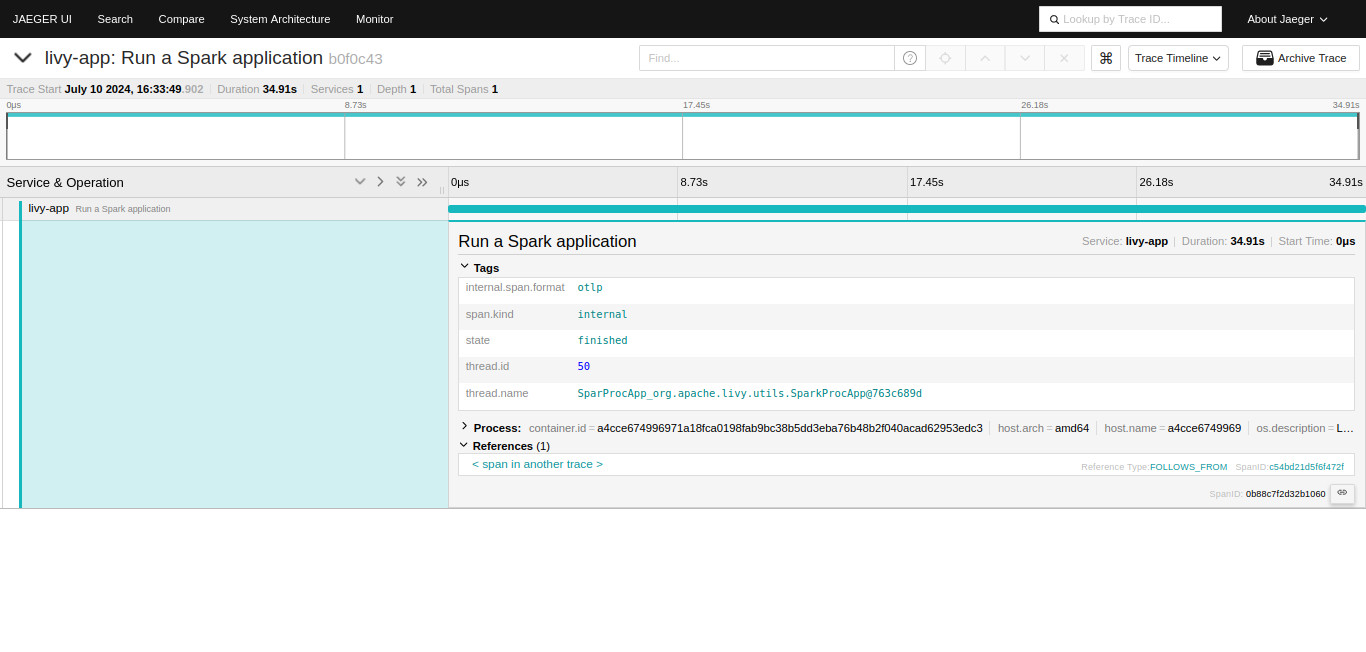 JAEGER UI Search Compare System Architecture Monitor Lookup by Trace ID... About Jaeger
livy-app: Run a Spark application b0f0c43 Find... Trace Timeline Archive Trace
Trace Start July 10 2024, 16:33:49.902 Duration 34.91s Services 1 Depth 1 Total Spans 1
0μs 8.73s 17.45s 26.18s 34.91s
Service & Operation 0μs 8.73s 17.45s 26.18s 34.91s
livy-app Run a Spark application
Run a Spark application Service: livy-app Duration: 34.91s Start Time: 0μs
Tags
internal.span.format otlp
span.kind internal
state finished
thread.id 50
thread.name SparProcApp_org.apache.livy.utils.SparkProcApp@763c689d
Process: container.id = a4cce674996971a18fca0198fab9bc38b5dd3eba76b48b2f040acad62953edc3 host.arch = amd64 host.name = a4cce6749969 os.description = L...
References (1)
< span in another trace > Reference Type:FOLLOWS_FROM SpanID:c54bd21d5f6f472f
SpanID: 0b88c7f2d32b1060